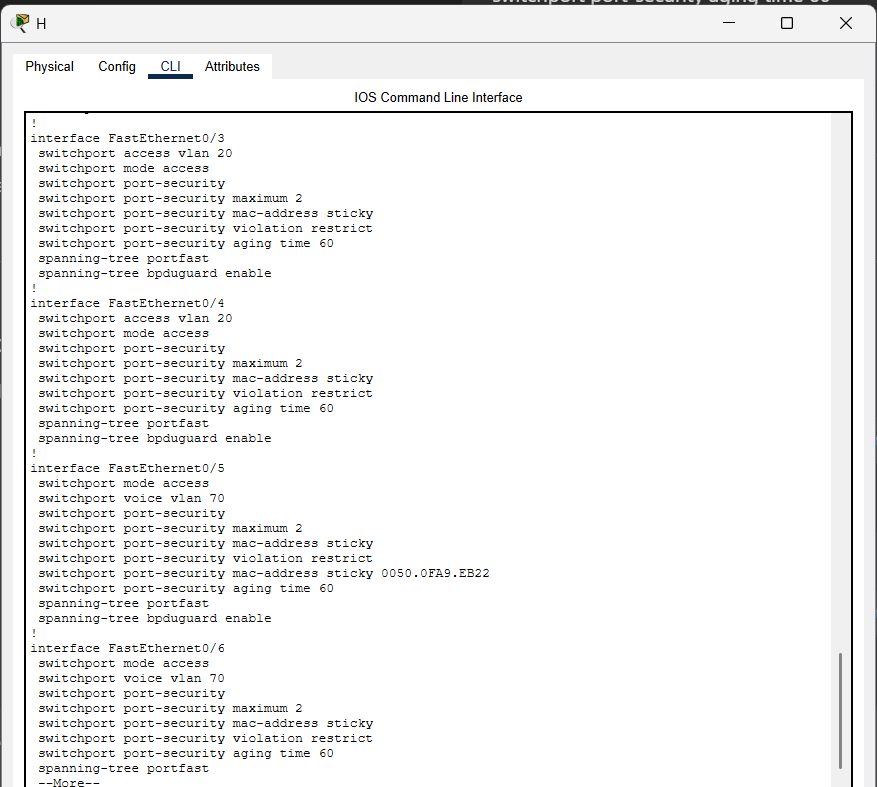 switchport port-security aging time 60
H
Physical Config CLI Attributes
IOS Command Line Interface
!
interface FastEthernet0/3
switchport access vlan 20
switchport mode access
switchport port-security
switchport port-security maximum 2
switchport port-security mac-address sticky
switchport port-security violation restrict
switchport port-security aging time 60
spanning-tree portfast
spanning-tree bpduguard enable
!
interface FastEthernet0/4
switchport access vlan 20
switchport mode access
switchport port-security
switchport port-security maximum 2
switchport port-security mac-address sticky
switchport port-security violation restrict
switchport port-security aging time 60
spanning-tree portfast
spanning-tree bpduguard enable
!
interface FastEthernet0/5
switchport mode access
switchport voice vlan 70
switchport port-security
switchport port-security maximum 2
switchport port-security mac-address sticky
switchport port-security violation restrict
switchport port-security mac-address sticky 0050.0FA9.EB22
switchport port-security aging time 60
spanning-tree portfast
spanning-tree bpduguard enable
!
interface FastEthernet0/6
switchport mode access
switchport voice vlan 70
switchport port-security
switchport port-security maximum 2
switchport port-security mac-address sticky
switchport port-security violation restrict
switchport port-security aging time 60
spanning-tree portfast
--More--